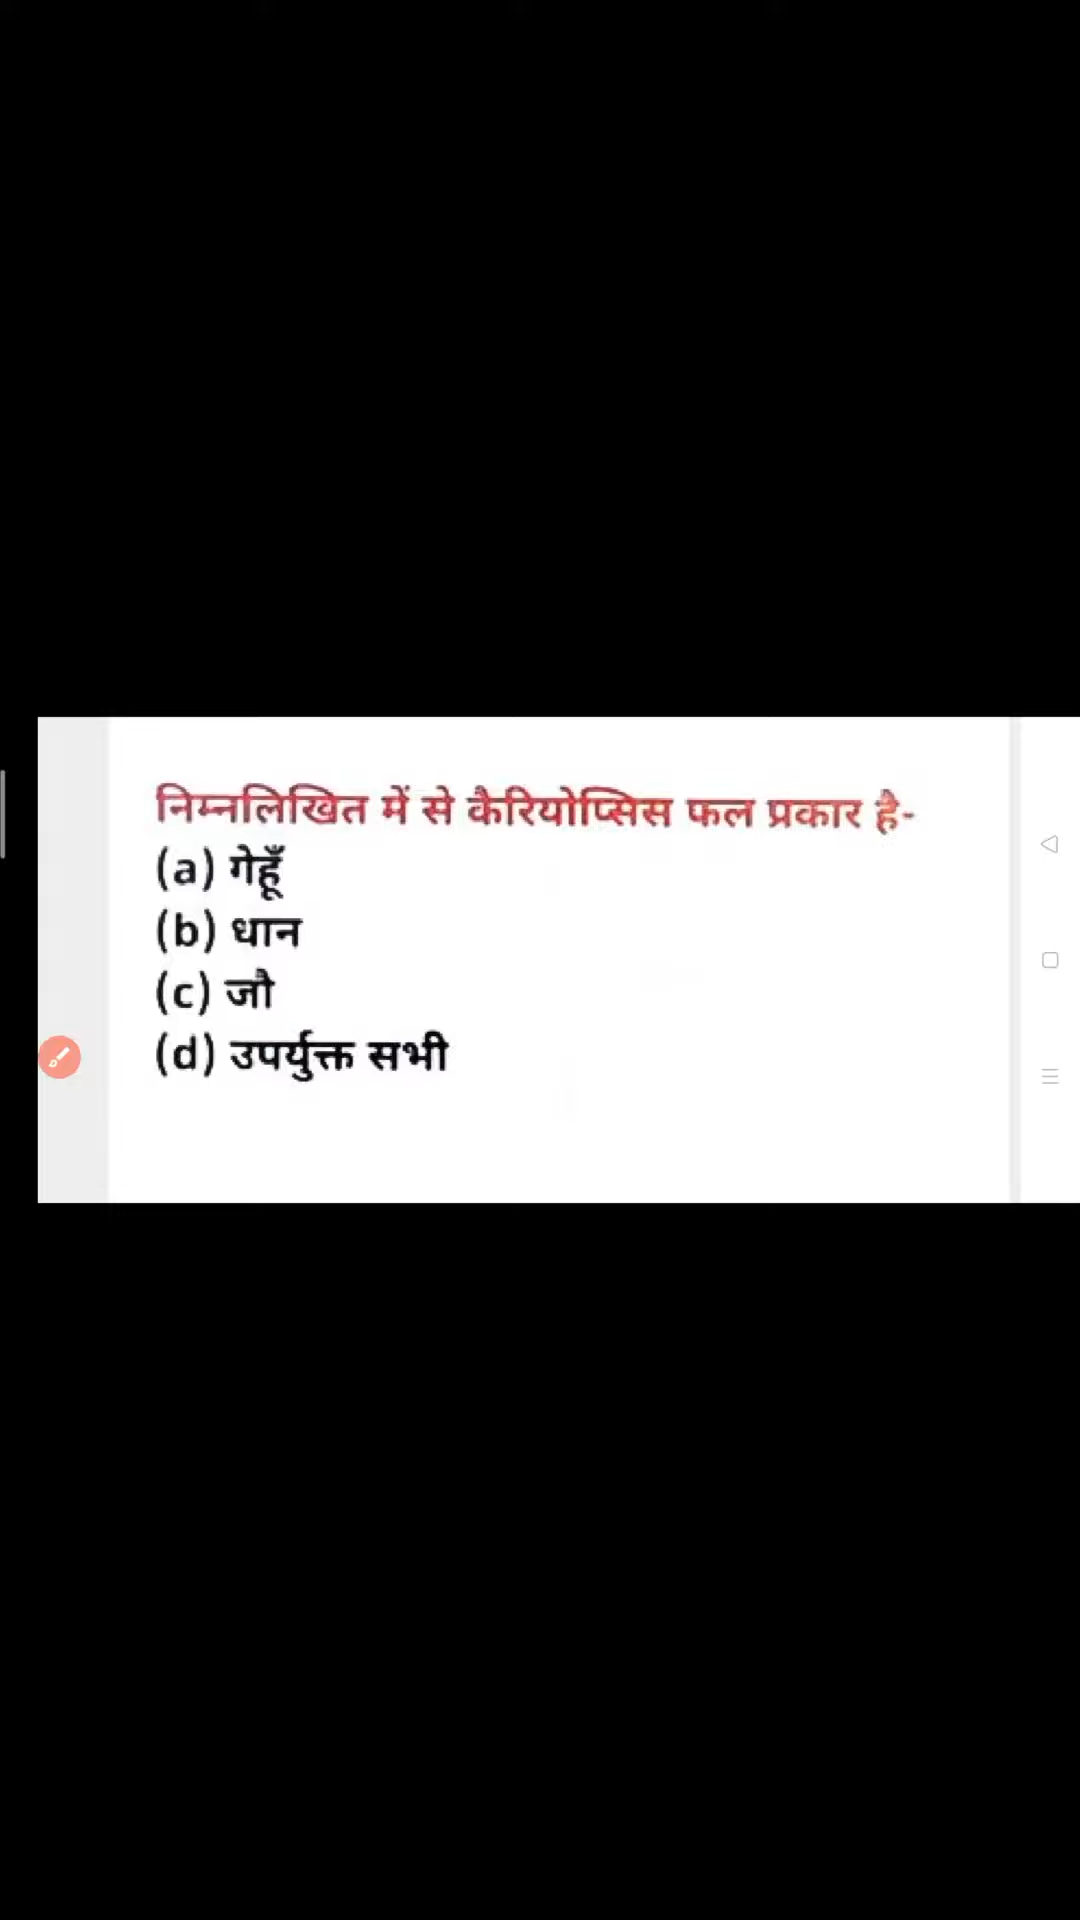 निम्नलिखित में से कैरियोप्सिस फल प्रकार है-
(a) गेहूँ
(b) धान
(c) जौ
(d) उपर्युक्त सभी